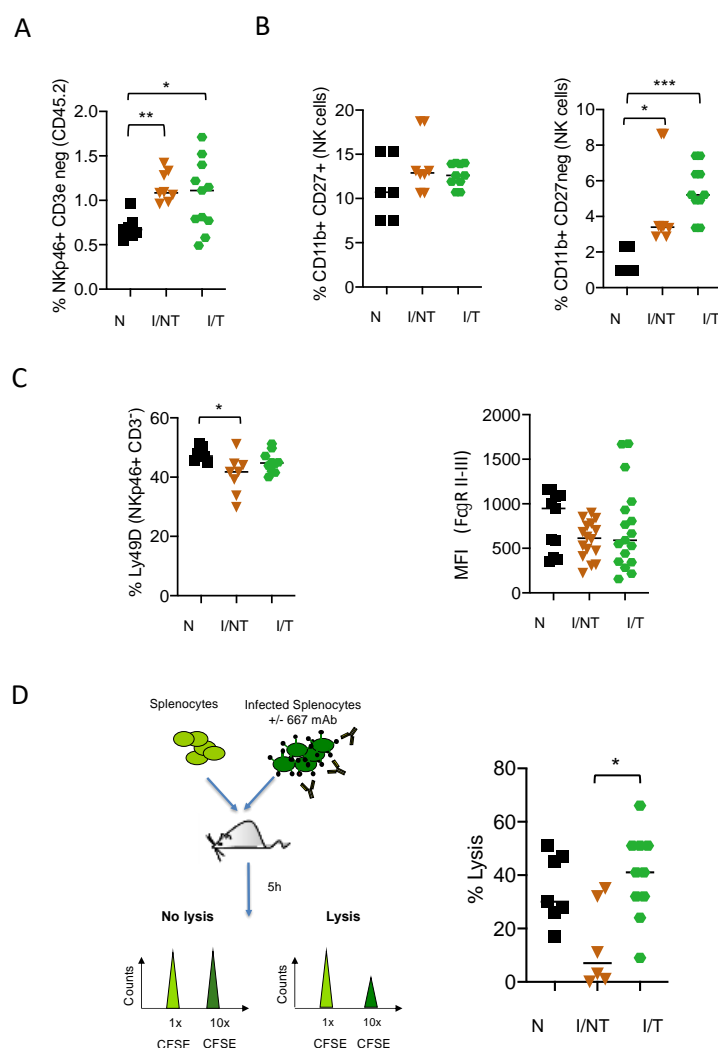 A
B
% NKp46+ CD3e neg (CD45.2)
2.0
1.5
1.0
0.5
0.0
*
**
N I/NT I/T
% CD11b+ CD27+ (NK cells)
20
15
10
5
0
N I/NT I/T
% CD11b+ CD27neg (NK cells)
10
8
6
4
2
0
***
*
N I/NT I/T
C
% Ly49D (NKp46+ CD3⁻)
60
40
20
0
*
N I/NT I/T
MFI (FcgR II-III)
2000
1500
1000
500
0
N I/NT I/T
D
Splenocytes
Infected Splenocytes
+/- 667 mAb
5h
No lysis
Lysis
Counts
1x 10x
CFSE CFSE
Counts
1x 10x
CFSE CFSE
% Lysis
80
60
40
20
0
*
N I/NT I/T